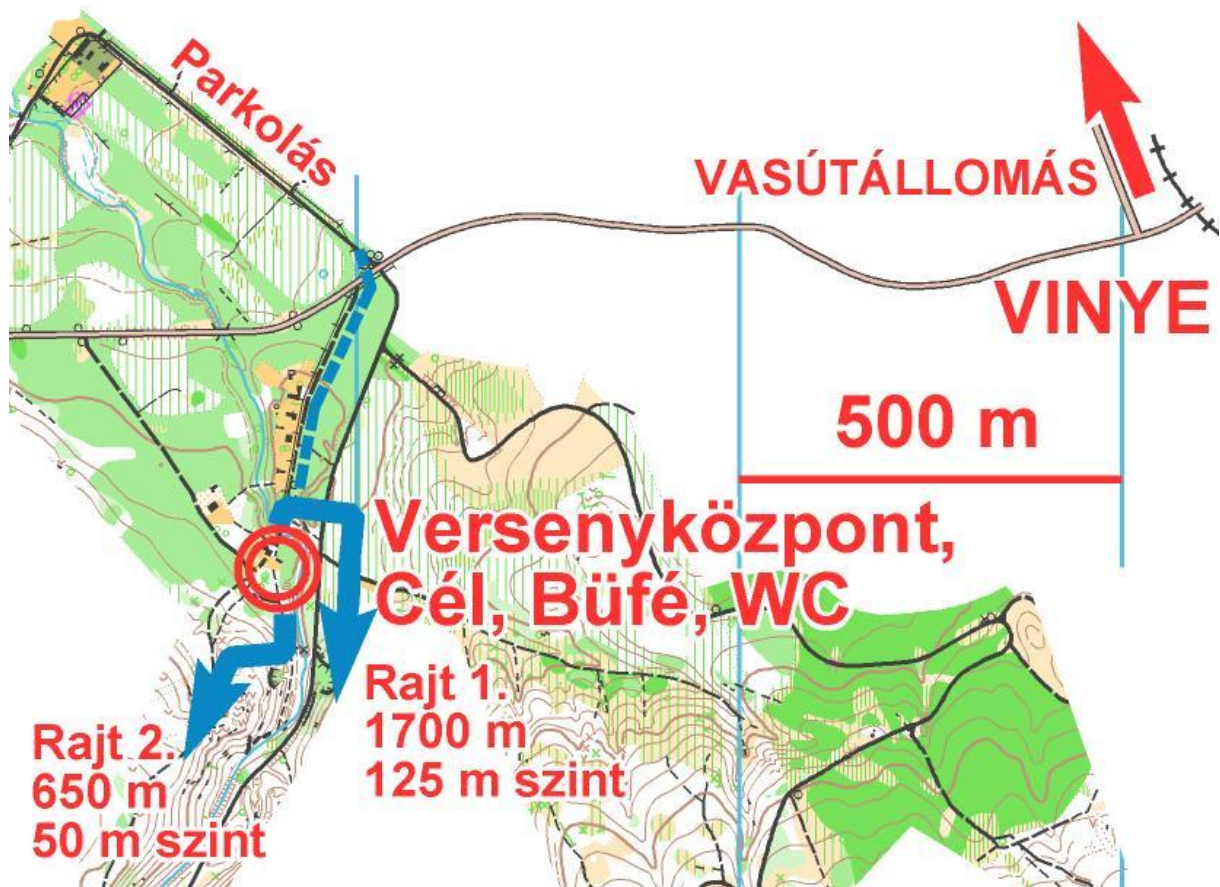 Parkolás
VASÚTÁLLOMÁS
VINYE
500 m
Versenyközpont,
Cél, Büfé, WC
Rajt 1.
1700 m
125 m szint
Rajt 2.
650 m
50 m szint